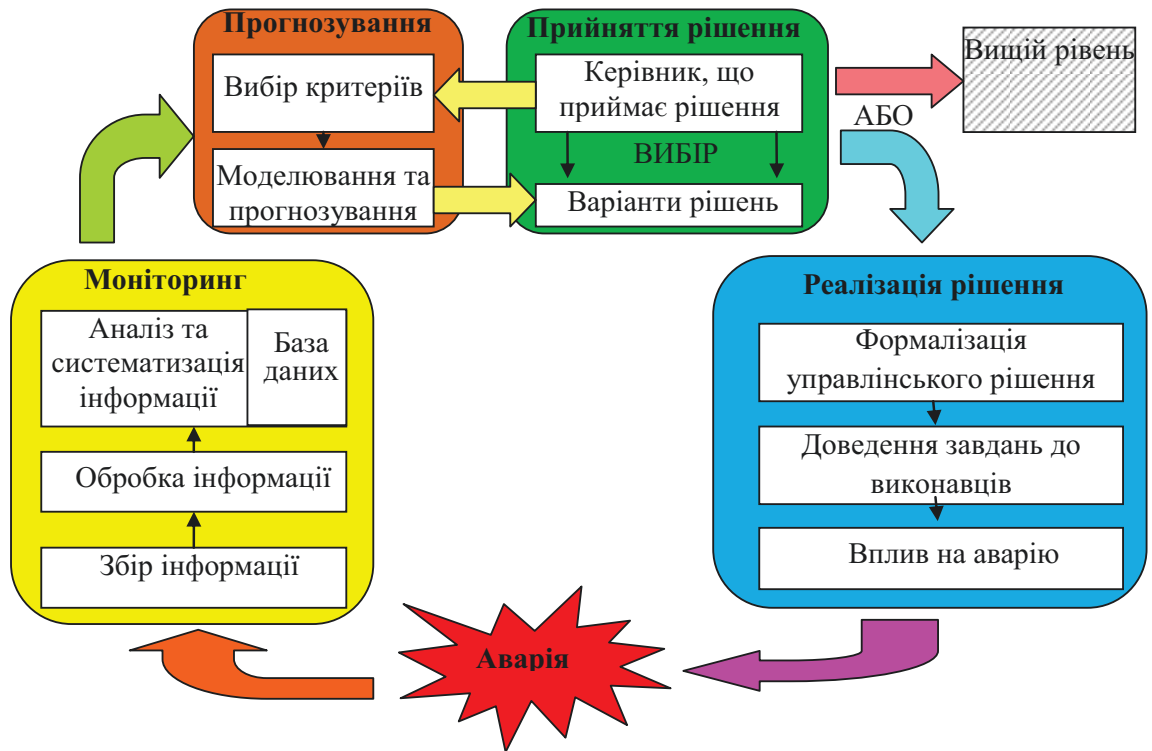 Прогнозування
Вибір критеріїв
Моделювання та
прогнозування
Прийняття рішення
Керівник, що
приймає рішення
ВИБІР
Варіанти рішень
Вищій рівень
АБО
Моніторинг
Аналіз та
систематизація
інформації
База
даних
Обробка інформації
Збір інформації
Реалізація рішення
Формалізація
управлінського рішення
Доведення завдань до
виконавців
Вплив на аварію
Аварія